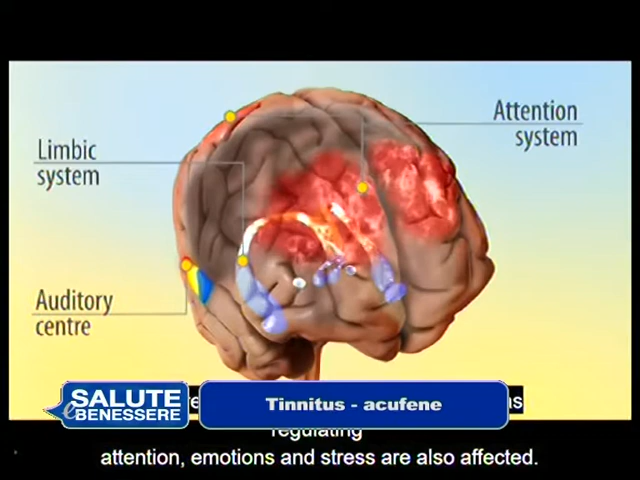 Attention
system
Limbic
system
Auditory
centre
SALUTE
e BENESSERE
Tinnitus - acufene
regulating
attention, emotions and stress are also affected.